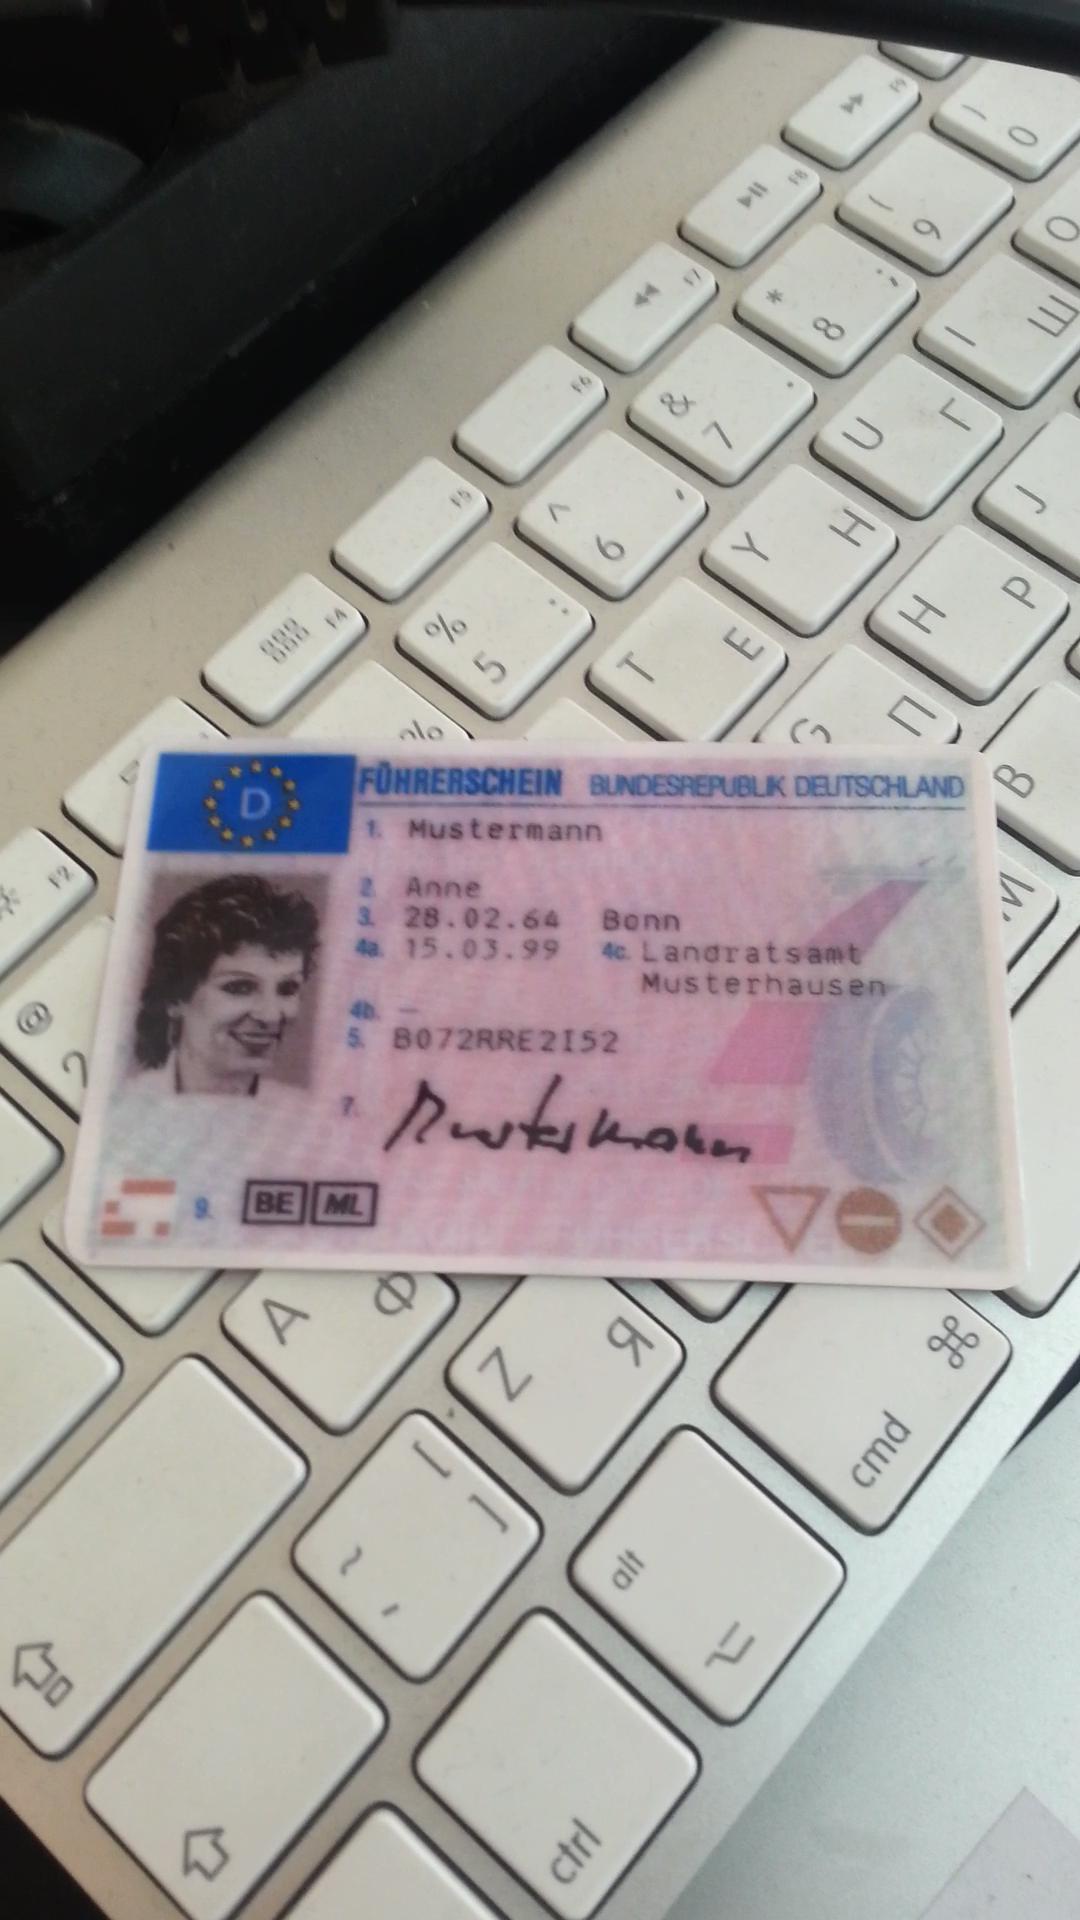 F9
)
0
F8
(
9
O
F7
*
;
8
I
Ш
F6
&
.
7
U
Г
F5
^
,
6
Y
Н
J
F4
%
:
5
T
Е
H
Р
%
G
П
В
F2
М
@
2
D
FÜHRERSCHEIN BUNDESREPUBLIK DEUTSCHLAND
1. Mustermann
2. Anne
3. 28.02.64 Bonn
4a. 15.03.99 4c. Landratsamt
Musterhausen
4b. –
5. B072RRE2I52
7. Mustermann
9. BE ML
A
Ф
Z
Я
⌘
cmd
[
]
~
alt
⌥
ctrl